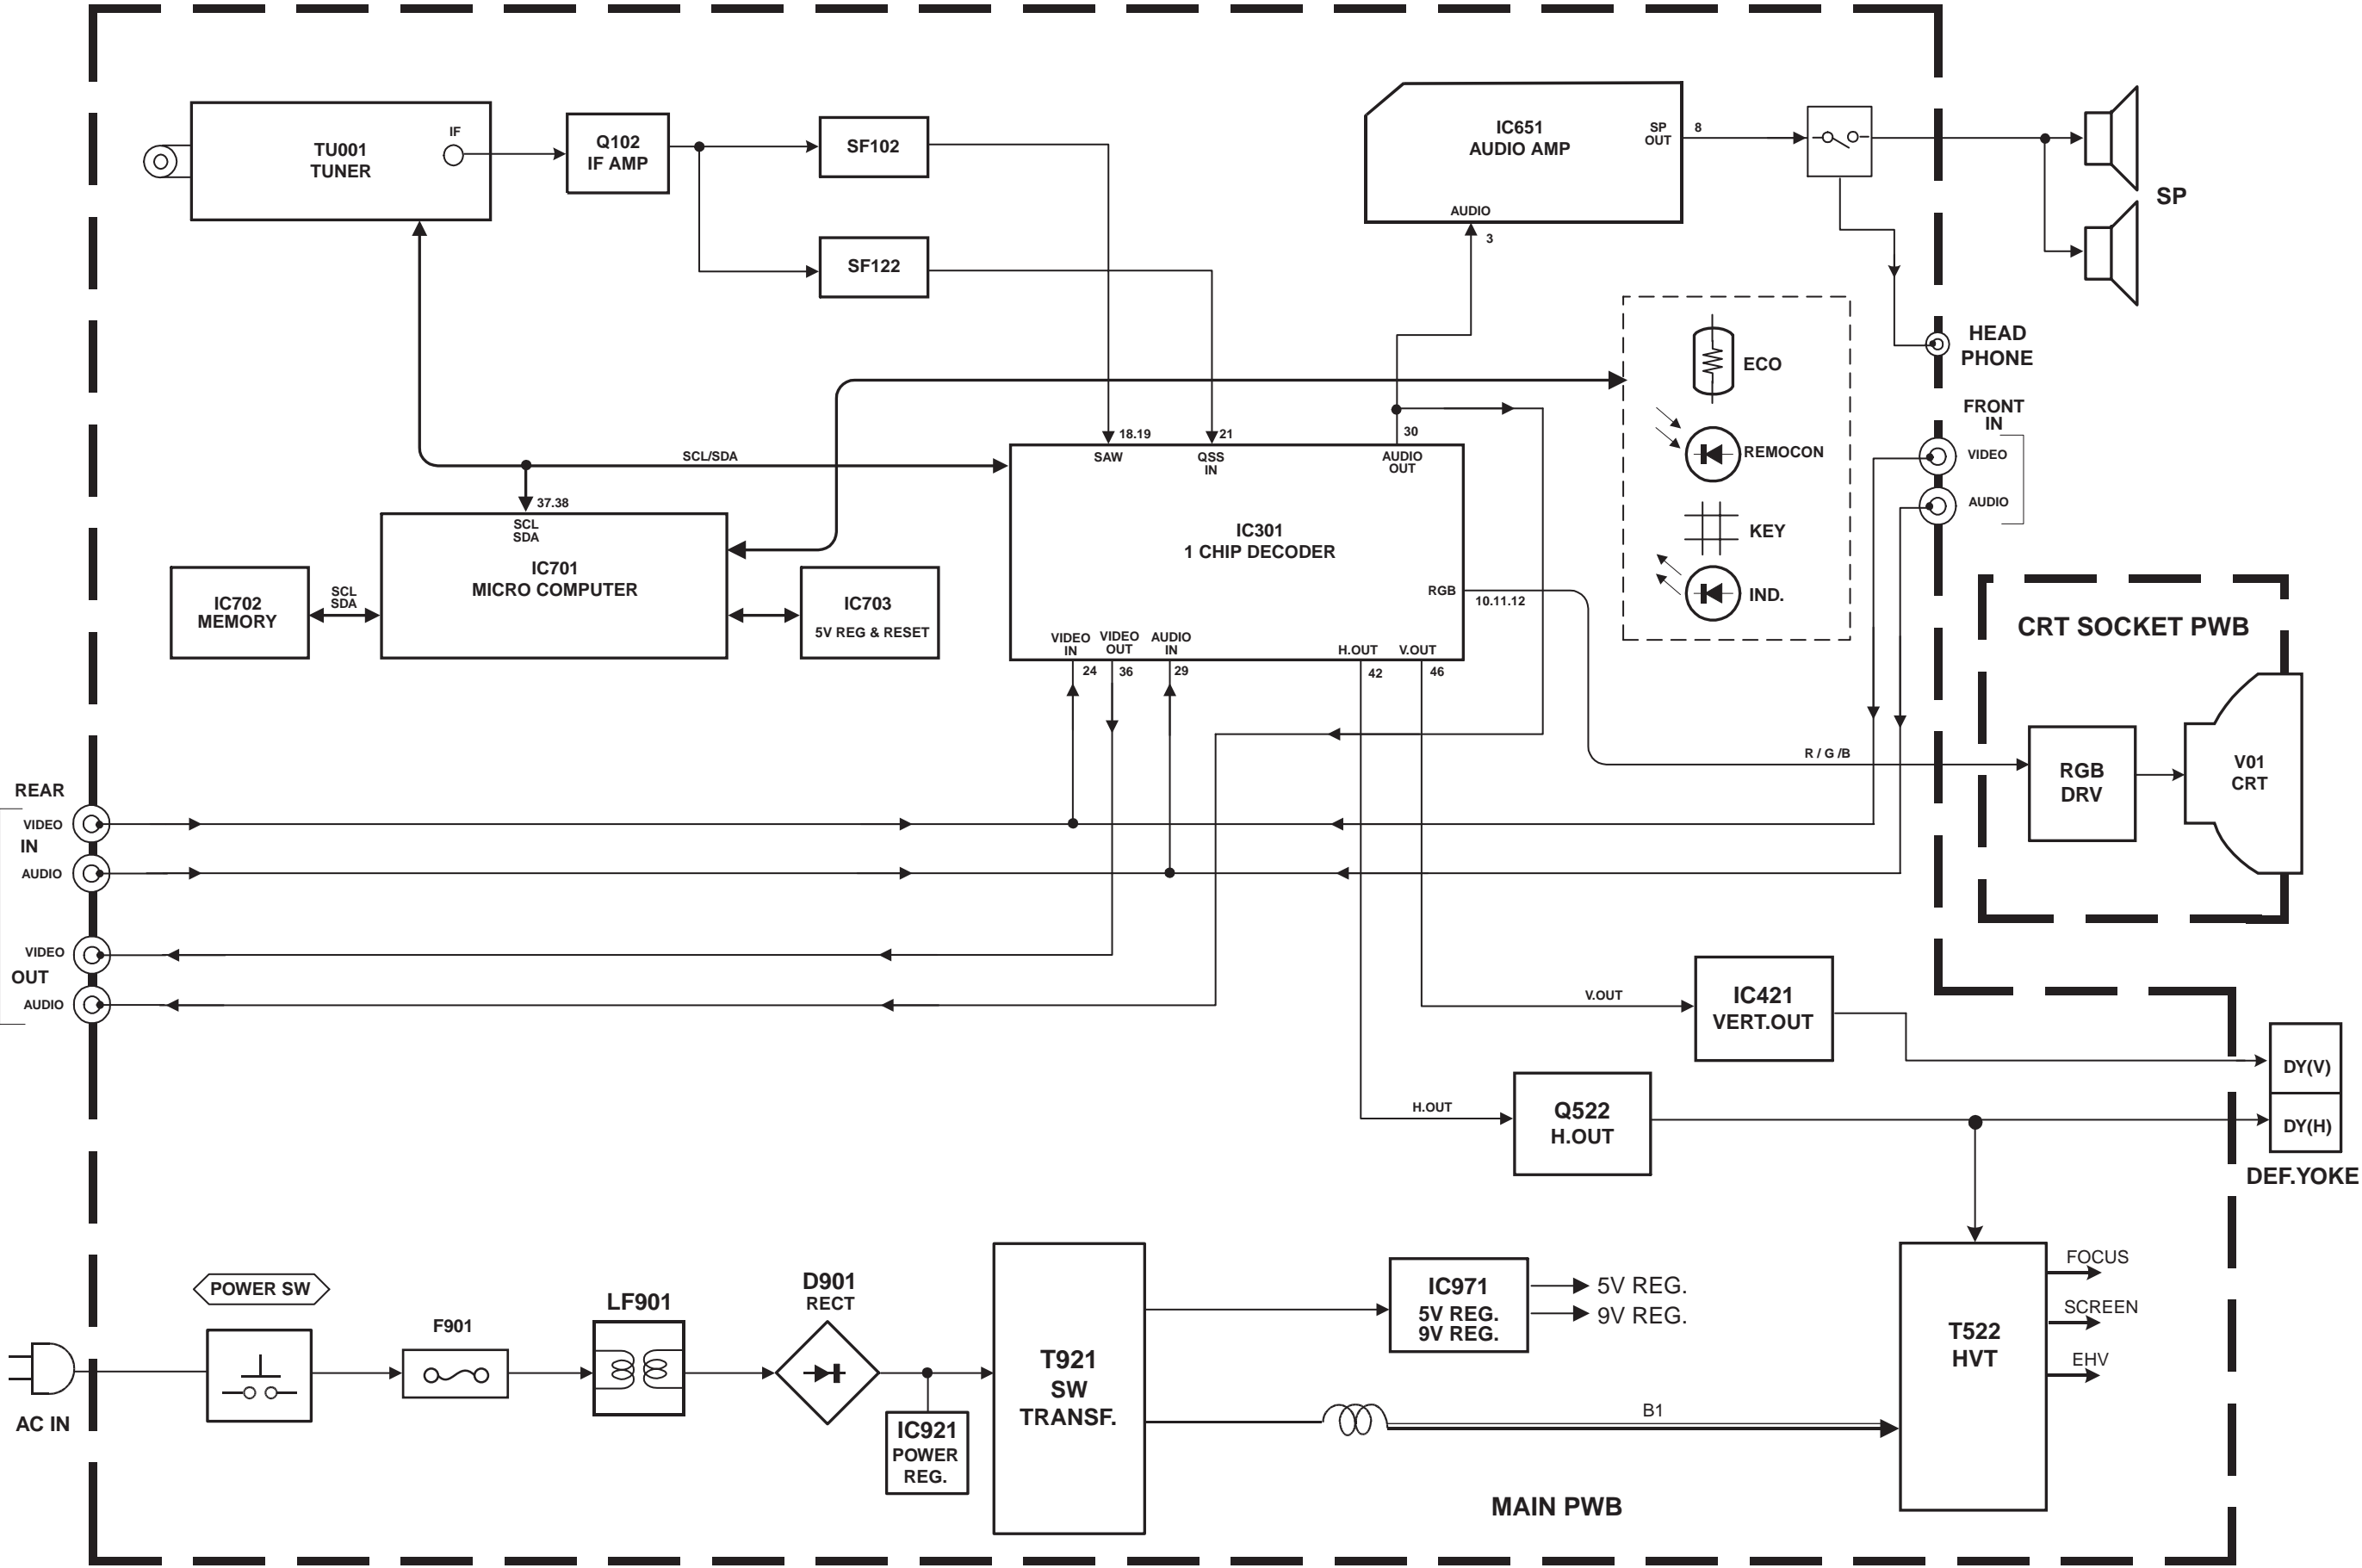 TU001
TUNER
IF
Q102
IF AMP
SF102
SF122
IC651
AUDIO AMP
SP
OUT
8
AUDIO
3
SP
HEAD
PHONE
FRONT
IN
VIDEO
AUDIO
ECO
REMOCON
KEY
IND.
SCL/SDA
37.38
SCL
SDA
IC701
MICRO COMPUTER
IC702
MEMORY
SCL
SDA
IC703
5V REG & RESET
18.19
SAW
21
QSS
IN
30
AUDIO
OUT
IC301
1 CHIP DECODER
RGB
10.11.12
VIDEO
IN
VIDEO
OUT
AUDIO
IN
H.OUT
V.OUT
24
36
29
42
46
CRT SOCKET PWB
R / G /B
RGB
DRV
V01
CRT
REAR
VIDEO
IN
AUDIO
VIDEO
OUT
AUDIO
V.OUT
IC421
VERT.OUT
H.OUT
Q522
H.OUT
DY(V)
DY(H)
DEF.YOKE
POWER SW
F901
LF901
D901
RECT
AC IN
IC921
POWER
REG.
T921
SW
TRANSF.
IC971
5V REG.
9V REG.
5V REG.
9V REG.
B1
T522
HVT
FOCUS
SCREEN
EHV
MAIN PWB